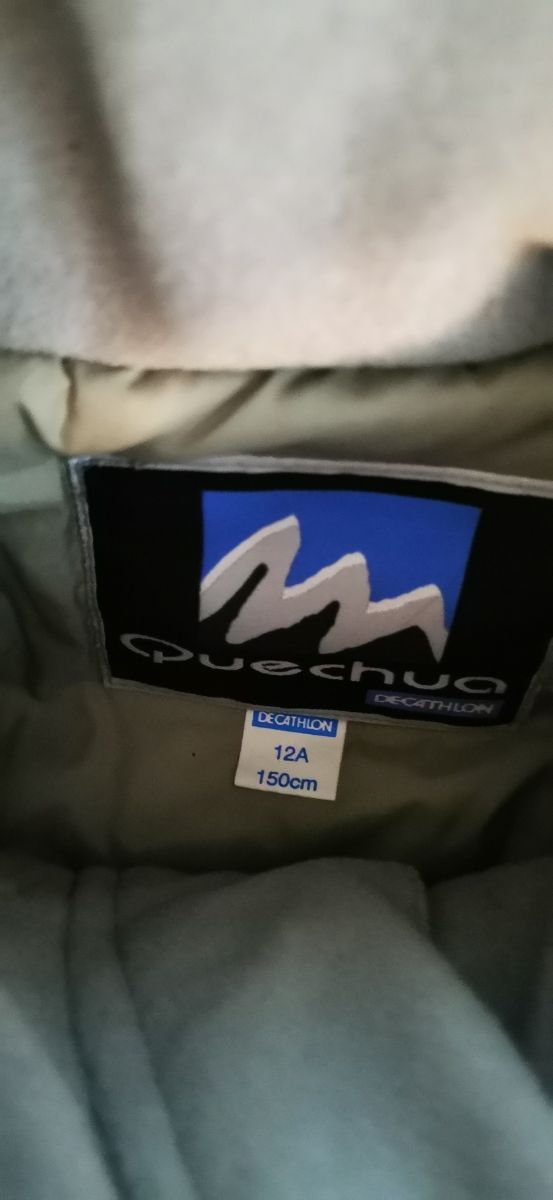 Quechua
DECATHLON
DECATHLON
12A
150cm